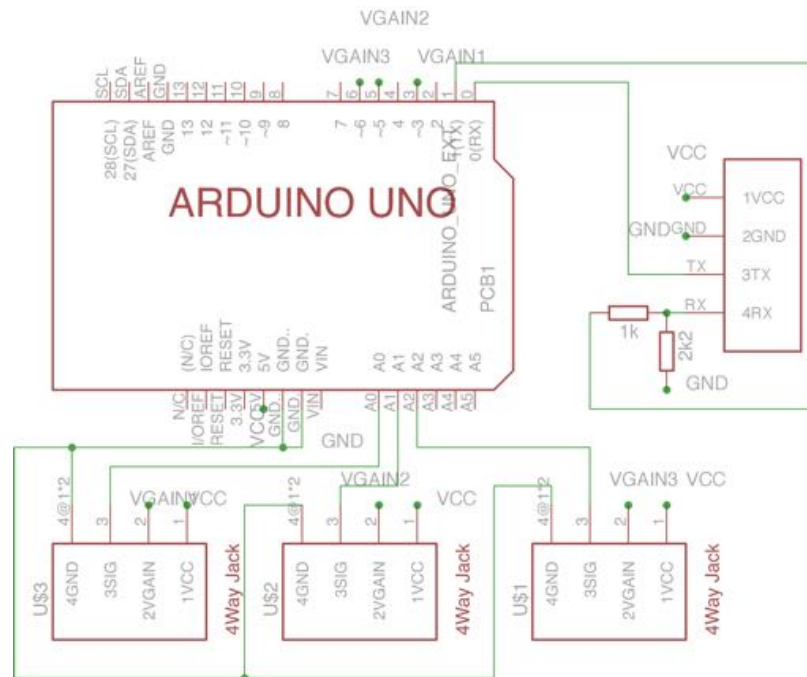 VGAIN2
VGAIN3
VGAIN1
SCL
SDA
AREF
GND
13
12
11
10
9
8
7
6
5
4
3
2
1
0
28(SCL)
27(SDA)
AREF
GND
13
12
~11
~10
~9
8
7
~6
~5
4
~3
2
1(TX)
0(RX)
ARDUINO UNO
ARDUINO_UNO_EXT
PCB1
(N/C)
IOREF
RESET
3.3V
5V
GND..
GND.
VIN
A0
A1
A2
A3
A4
A5
N/C
I/OREF
RESET
3.3V
5V
GND..
GND.
VIN
A0
A1
A2
A3
A4
A5
VCC
GND
VCC
VCC
1VCC
GND
GND
2GND
TX
3TX
RX
4RX
1k
2k2
GND
4@1*2
3
2
1
VGAIN1
VCC
4GND
3SIG
2VGAIN
1VCC
U$3
4Way Jack
4@1*2
3
2
1
VGAIN2
VCC
4GND
3SIG
2VGAIN
1VCC
U$2
4Way Jack
4@1*2
3
2
1
VGAIN3
VCC
4GND
3SIG
2VGAIN
1VCC
U$1
4Way Jack